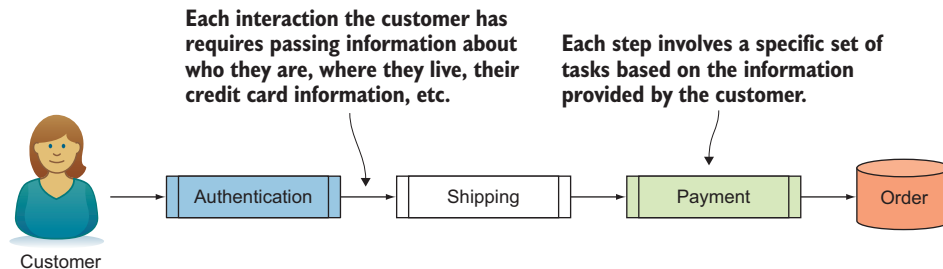 Each interaction the customer has
requires passing information about
who they are, where they live, their
credit card information, etc.
Each step involves a specific set of
tasks based on the information
provided by the customer.
Authentication
Shipping
Payment
Order
Customer